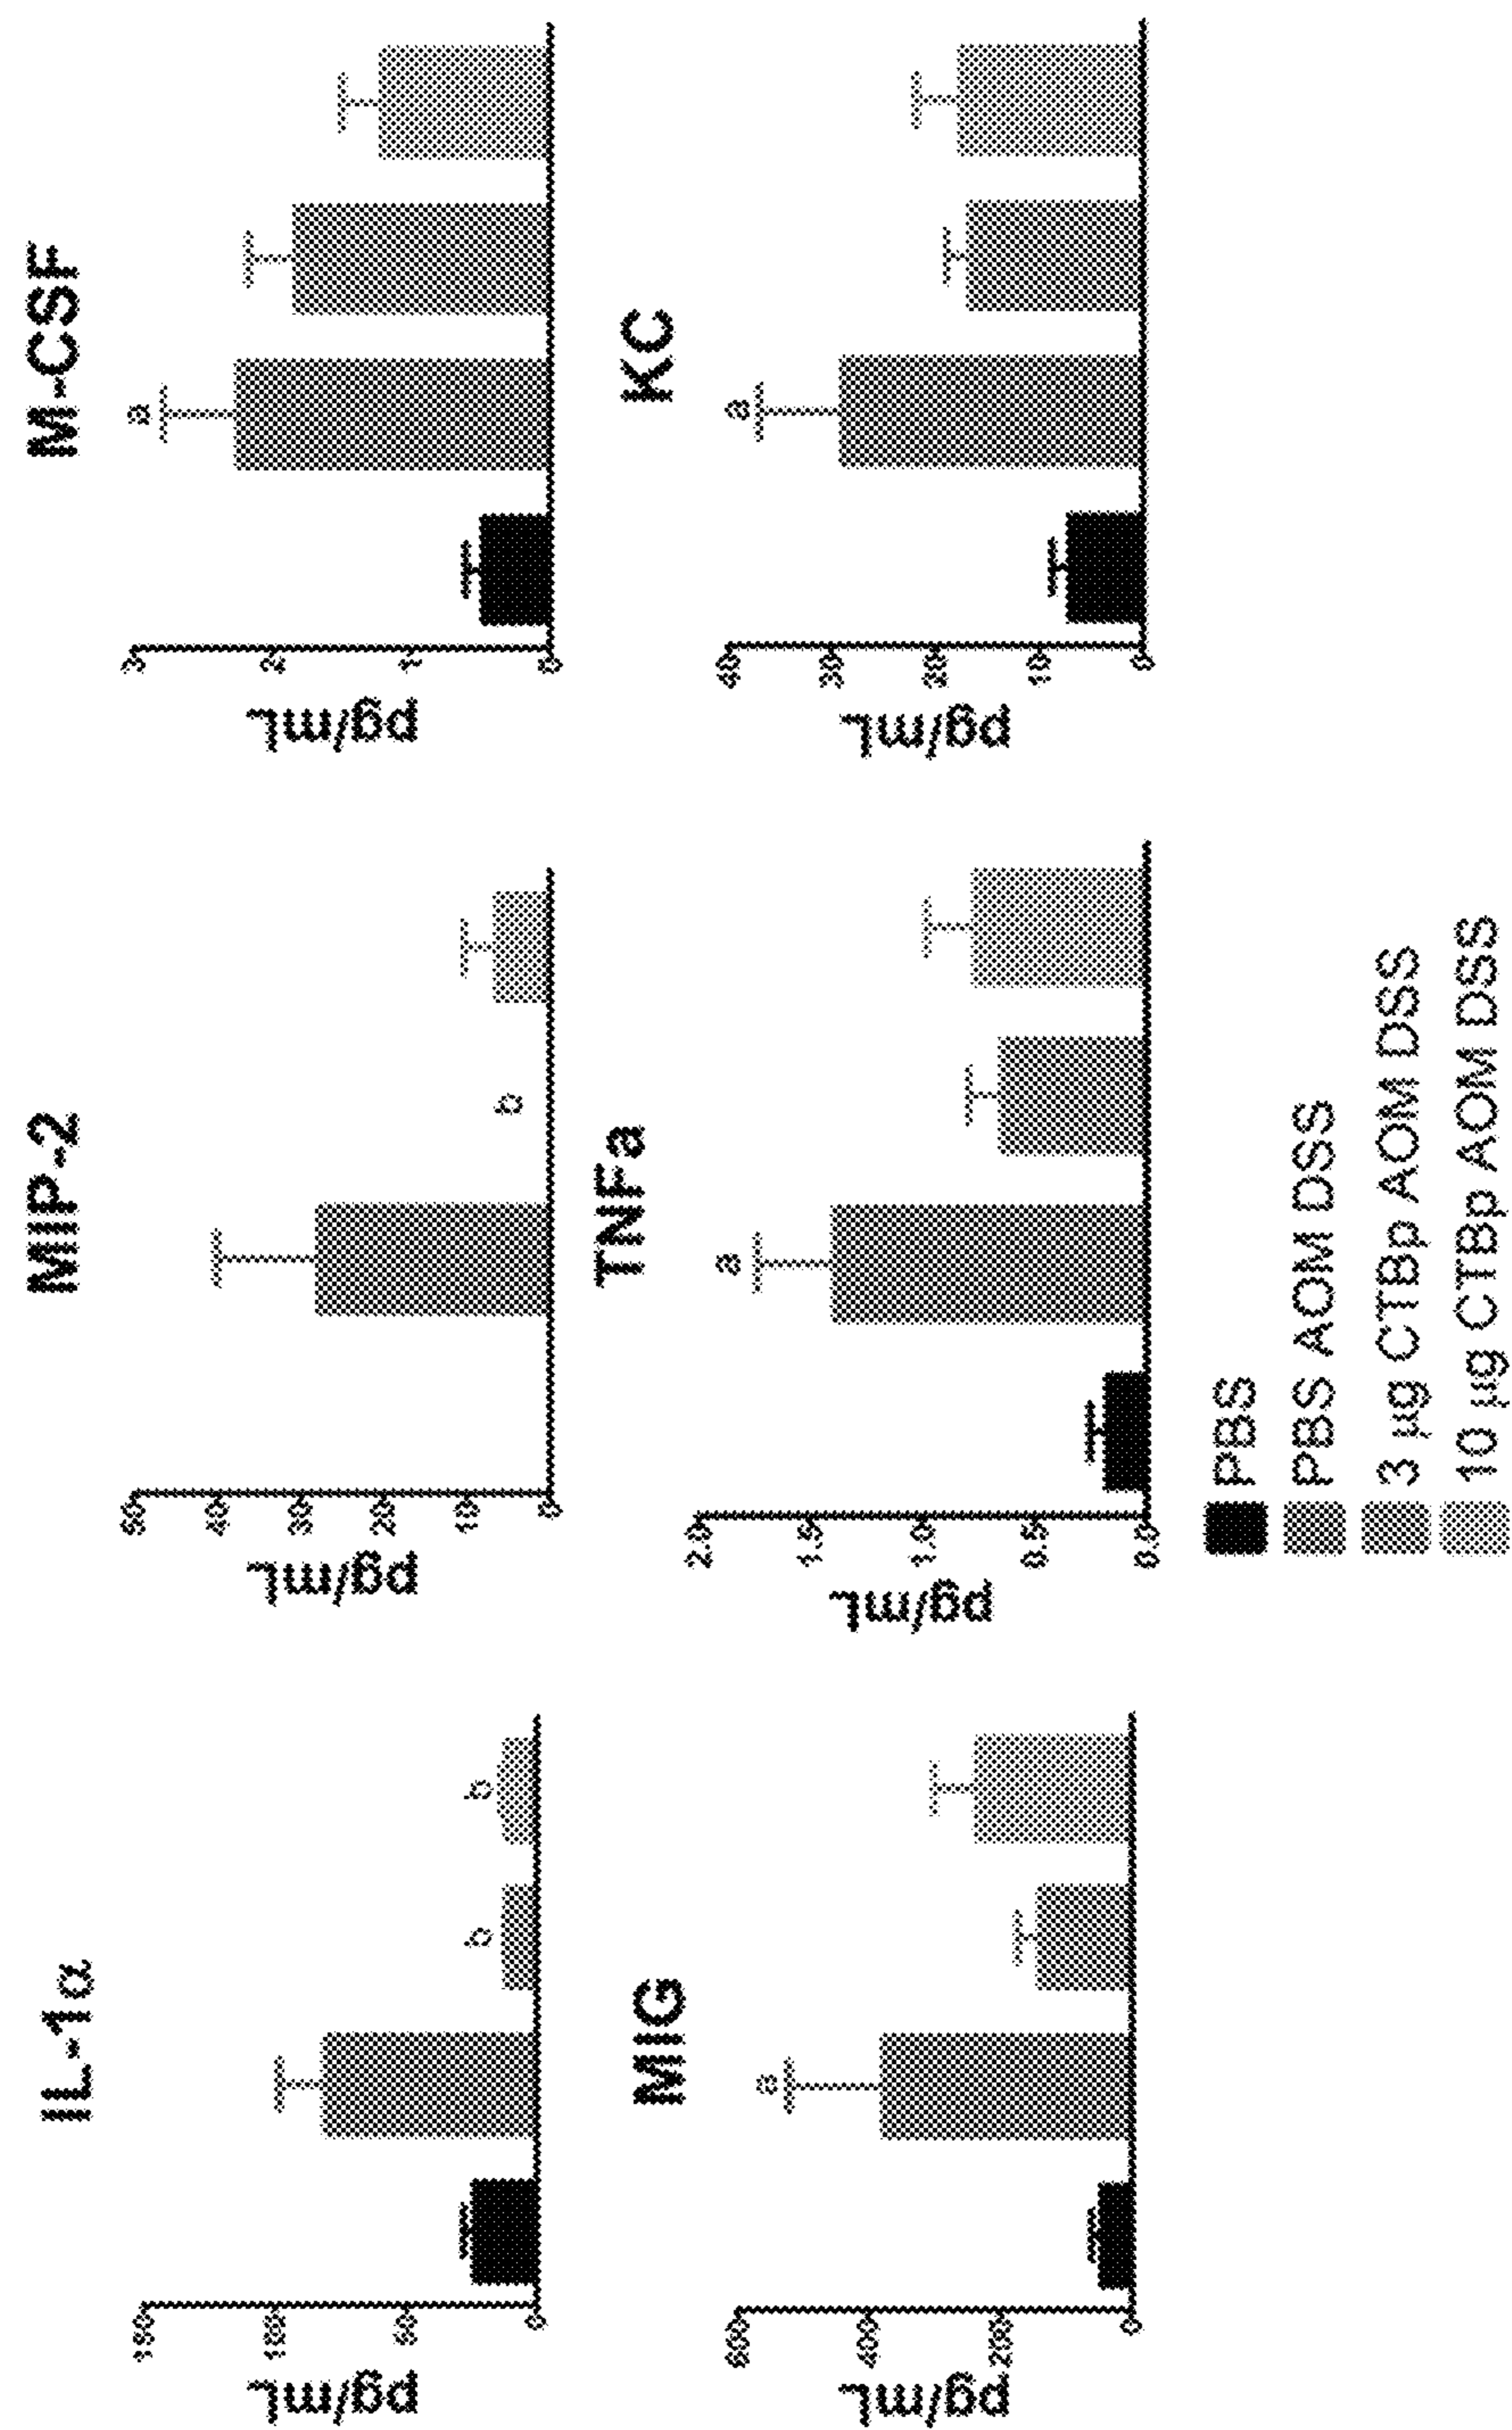 IL-1α
pg/mL
150
100
50
0
b
b
MIP-2
pg/mL
50
40
30
20
10
0
b
M-CSF
pg/mL
3
2
1
0
a
MIG
pg/mL
600
400
200
0
a
TNFa
pg/mL
2.0
1.5
1.0
0.5
0.0
a
KC
pg/mL
40
30
20
10
0
a
PBS
PBS AOM DSS
3 µg CTBp AOM DSS
10 µg CTBp AOM DSS